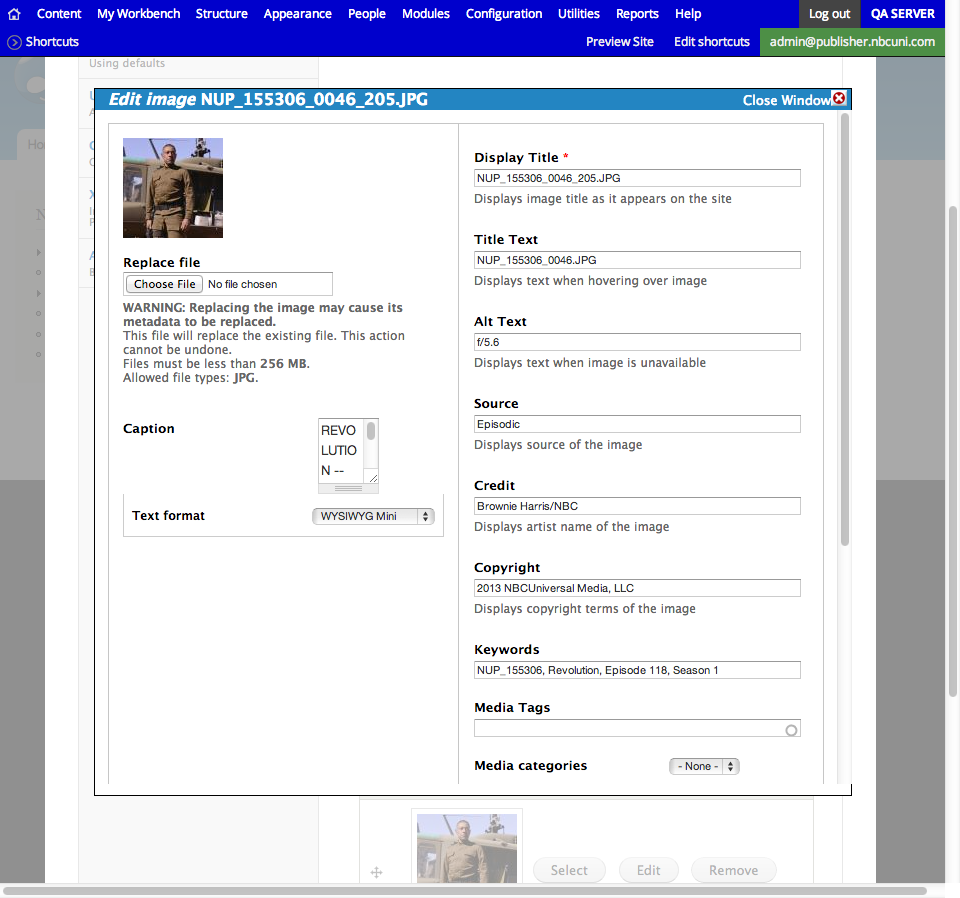 Content My Workbench Structure Appearance People Modules Configuration Utilities Reports Help Log out QA SERVER
Shortcuts Preview Site Edit shortcuts admin@publisher.nbcuni.com
Using defaults
Edit image NUP_155306_0046_205.JPG Close Window
Display Title *
NUP_155306_0046_205.JPG
Displays image title as it appears on the site
Title Text
NUP_155306_0046.JPG
Displays text when hovering over image
Replace file
Choose File No file chosen
WARNING: Replacing the image may cause its
metadata to be replaced.
This file will replace the existing file. This action
cannot be undone.
Files must be less than 256 MB.
Allowed file types: JPG.
Alt Text
f/5.6
Displays text when image is unavailable
Caption
REVO
LUTIO
N --
Text format WYSIWYG Mini
Source
Episodic
Displays source of the image
Credit
Brownie Harris/NBC
Displays artist name of the image
Copyright
2013 NBCUniversal Media, LLC
Displays copyright terms of the image
Keywords
NUP_155306, Revolution, Episode 118, Season 1
Media Tags
Media categories - None -
Select Edit Remove